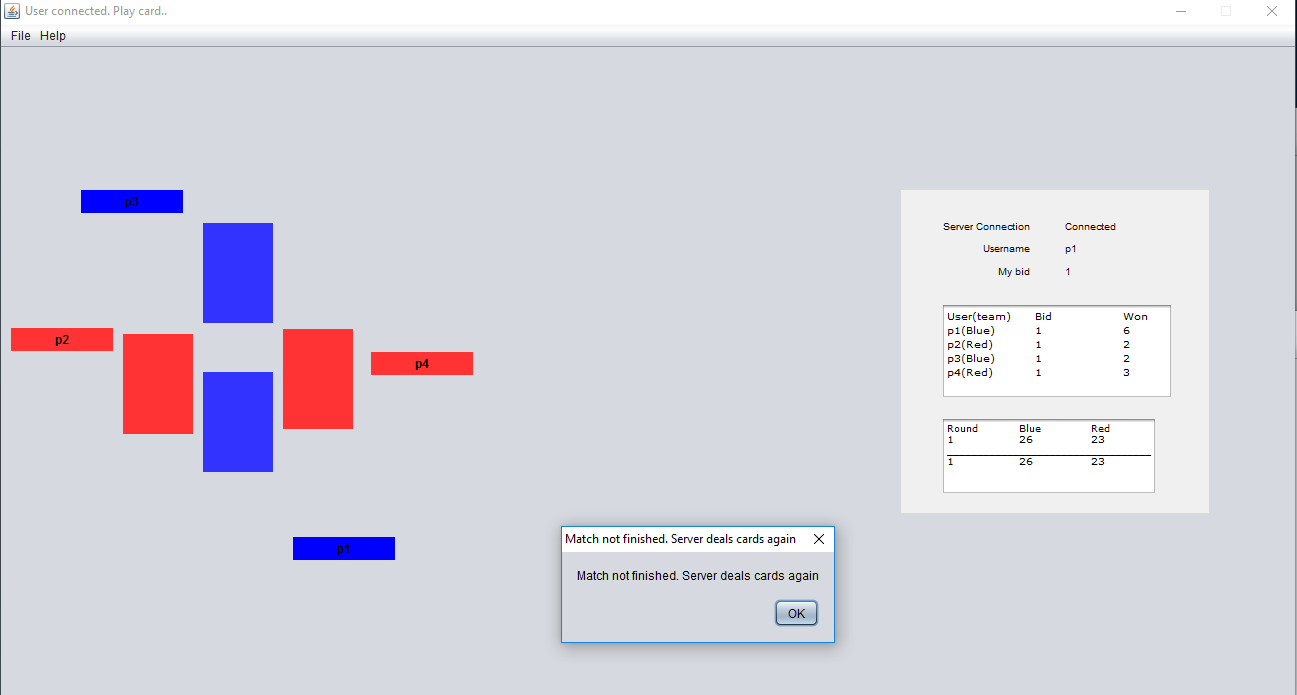 User connected. Play card..
File Help
p3
p2
p4
p1
Server Connection Connected
Username p1
My bid 1
User(team) Bid Won
p1(Blue) 1 6
p2(Red) 1 2
p3(Blue) 1 2
p4(Red) 1 3
Round Blue Red
1 26 23
1 26 23
Match not finished. Server deals cards again
Match not finished. Server deals cards again
OK